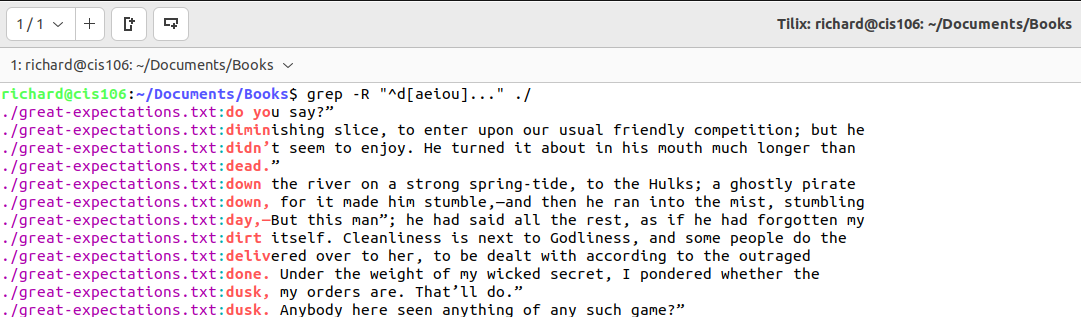 1 / 1
Tilix: richard@cis106: ~/Documents/Books
1: richard@cis106: ~/Documents/Books
richard@cis106:~/Documents/Books$ grep -R "^d[aeiou]..." ./
./great-expectations.txt:do you say?”
./great-expectations.txt:diminishing slice, to enter upon our usual friendly competition; but he
./great-expectations.txt:didn’t seem to enjoy. He turned it about in his mouth much longer than
./great-expectations.txt:dead.”
./great-expectations.txt:down the river on a strong spring-tide, to the Hulks; a ghostly pirate
./great-expectations.txt:down, for it made him stumble,—and then he ran into the mist, stumbling
./great-expectations.txt:day,—But this man”; he had said all the rest, as if he had forgotten my
./great-expectations.txt:dirt itself. Cleanliness is next to Godliness, and some people do the
./great-expectations.txt:delivered over to her, to be dealt with according to the outraged
./great-expectations.txt:done. Under the weight of my wicked secret, I pondered whether the
./great-expectations.txt:dusk, my orders are. That’ll do.”
./great-expectations.txt:dusk. Anybody here seen anything of any such game?”